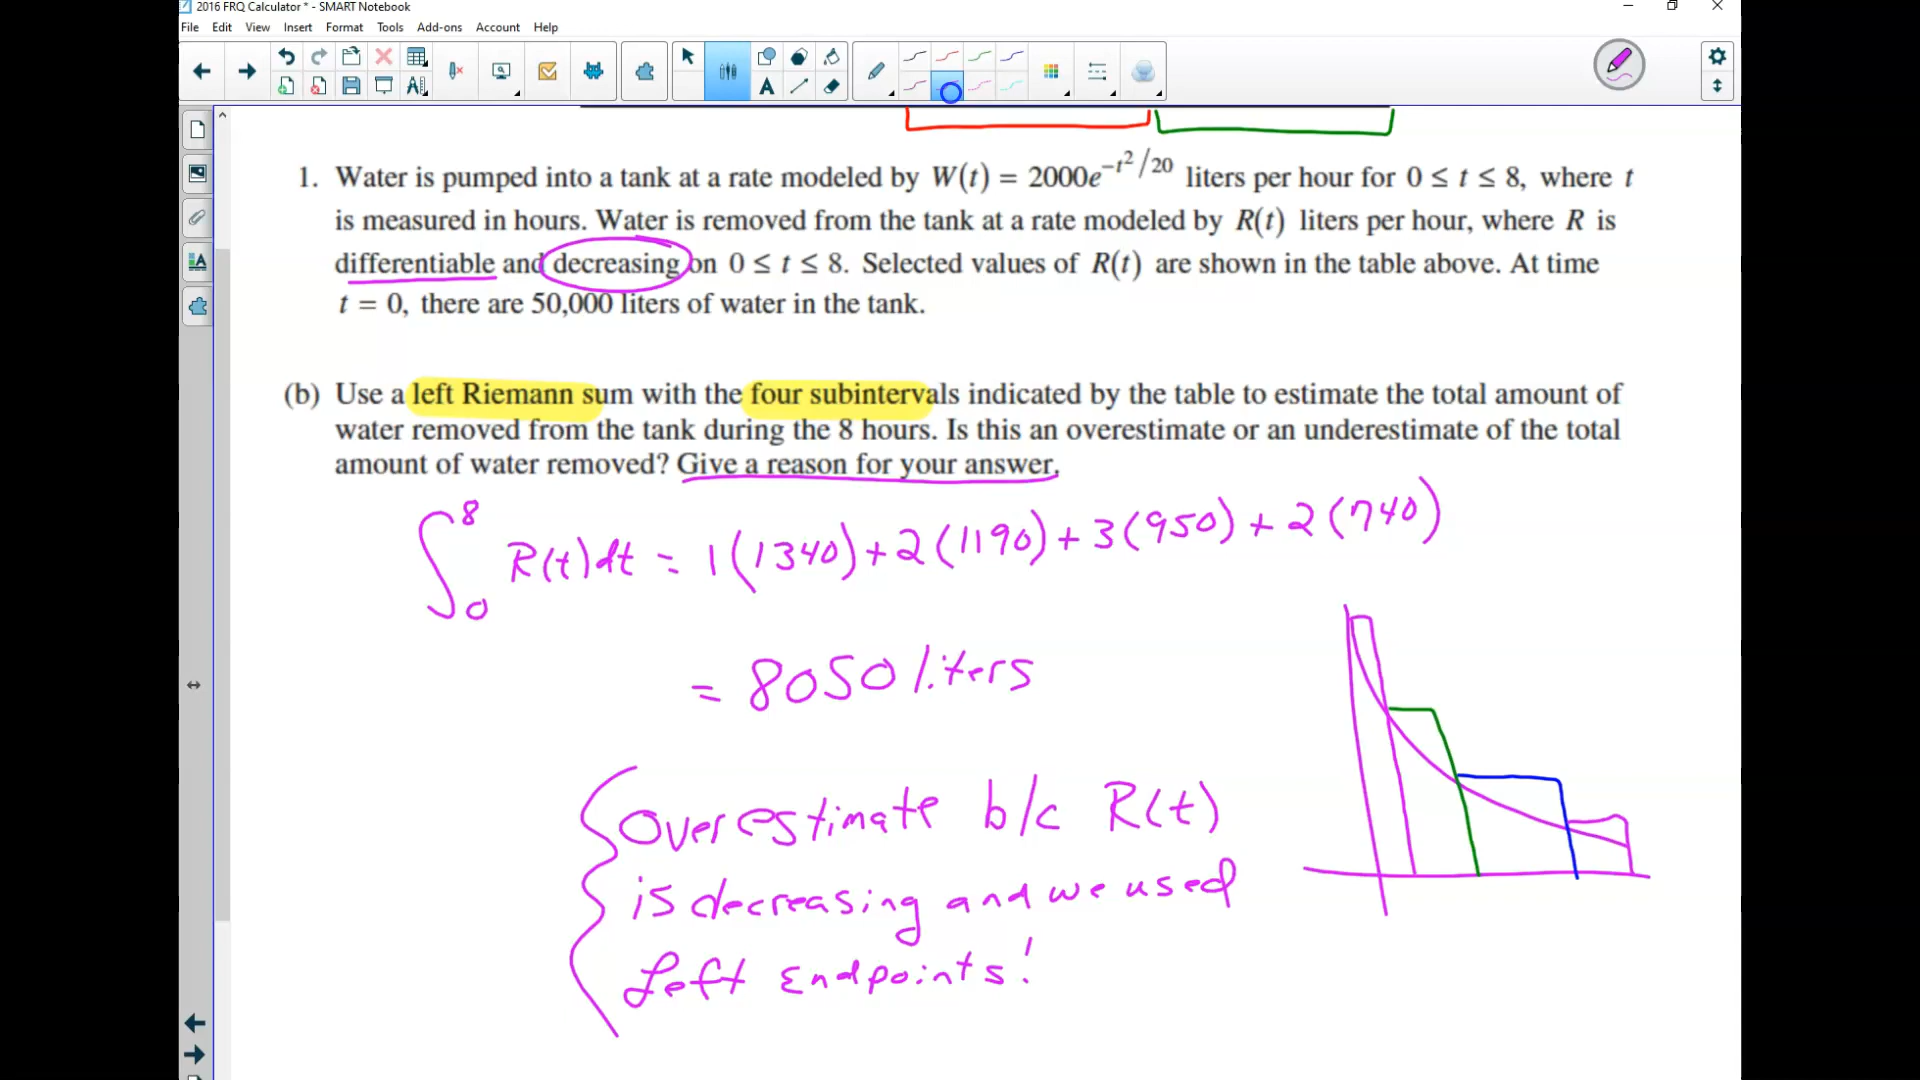 2016 FRQ Calculator * - SMART Notebook
File Edit View Insert Format Tools Add-ons Account Help
1. Water is pumped into a tank at a rate modeled by W(t) = 2000e^{-t²/20} liters per hour for 0 ≤ t ≤ 8, where t
is measured in hours. Water is removed from the tank at a rate modeled by R(t) liters per hour, where R is
differentiable and decreasing on 0 ≤ t ≤ 8. Selected values of R(t) are shown in the table above. At time
t = 0, there are 50,000 liters of water in the tank.
(b) Use a left Riemann sum with the four subintervals indicated by the table to estimate the total amount of
water removed from the tank during the 8 hours. Is this an overestimate or an underestimate of the total
amount of water removed? Give a reason for your answer.
∫₀⁸ R(t)dt = 1(1340)+2(1190)+3(950)+2(740)
= 8050 liters
Overestimate b/c R(t)
is decreasing and we used
Left Endpoints!